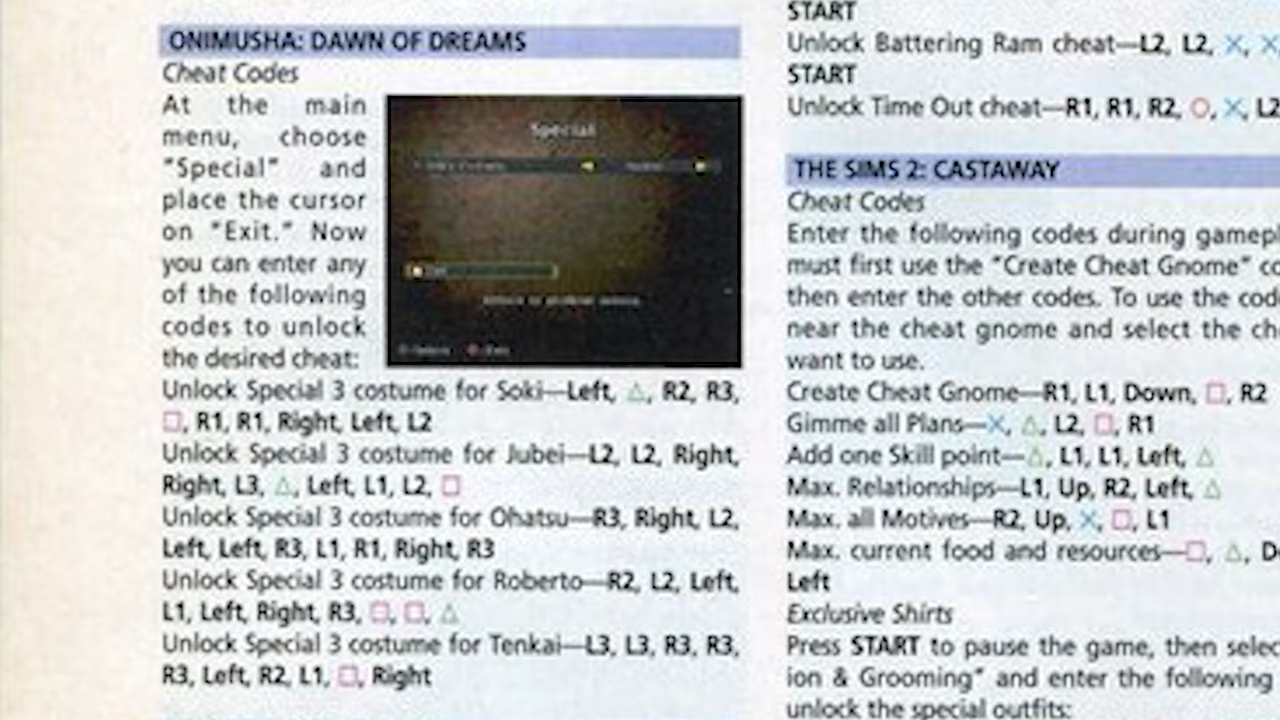 ONIMUSHA: DAWN OF DREAMS
Cheat Codes
At the main
menu, choose
"Special" and
place the cursor
on "Exit." Now
you can enter any
of the following
codes to unlock
the desired cheat:
Special
Unlock Special 3 costume for Soki—Left, △, R2, R3,
□, R1, R1, Right, Left, L2
Unlock Special 3 costume for Jubei—L2, L2, Right,
Right, L3, △, Left, L1, L2, □
Unlock Special 3 costume for Ohatsu—R3, Right, L2,
Left, Left, R3, L1, R1, Right, R3
Unlock Special 3 costume for Roberto—R2, L2, Left,
L1, Left, Right, R3, □, □, △
Unlock Special 3 costume for Tenkai—L3, L3, R3, R3,
R3, Left, R2, L1, □, Right
START
Unlock Battering Ram cheat—L2, L2, ✕, ✕
START
Unlock Time Out cheat—R1, R1, R2, ○, ✕, L2
THE SIMS 2: CASTAWAY
Cheat Codes
Enter the following codes during gamepl
must first use the "Create Cheat Gnome" co
then enter the other codes. To use the cod
near the cheat gnome and select the ch
want to use.
Create Cheat Gnome—R1, L1, Down, □, R2
Gimme all Plans—✕, △, L2, □, R1
Add one Skill point—△, L1, L1, Left, △
Max. Relationships—L1, Up, R2, Left, △
Max. all Motives—R2, Up, ✕, □, L1
Max. current food and resources—□, △, D
Left
Exclusive Shirts
Press START to pause the game, then selec
ion & Grooming" and enter the following
unlock the special outfits: